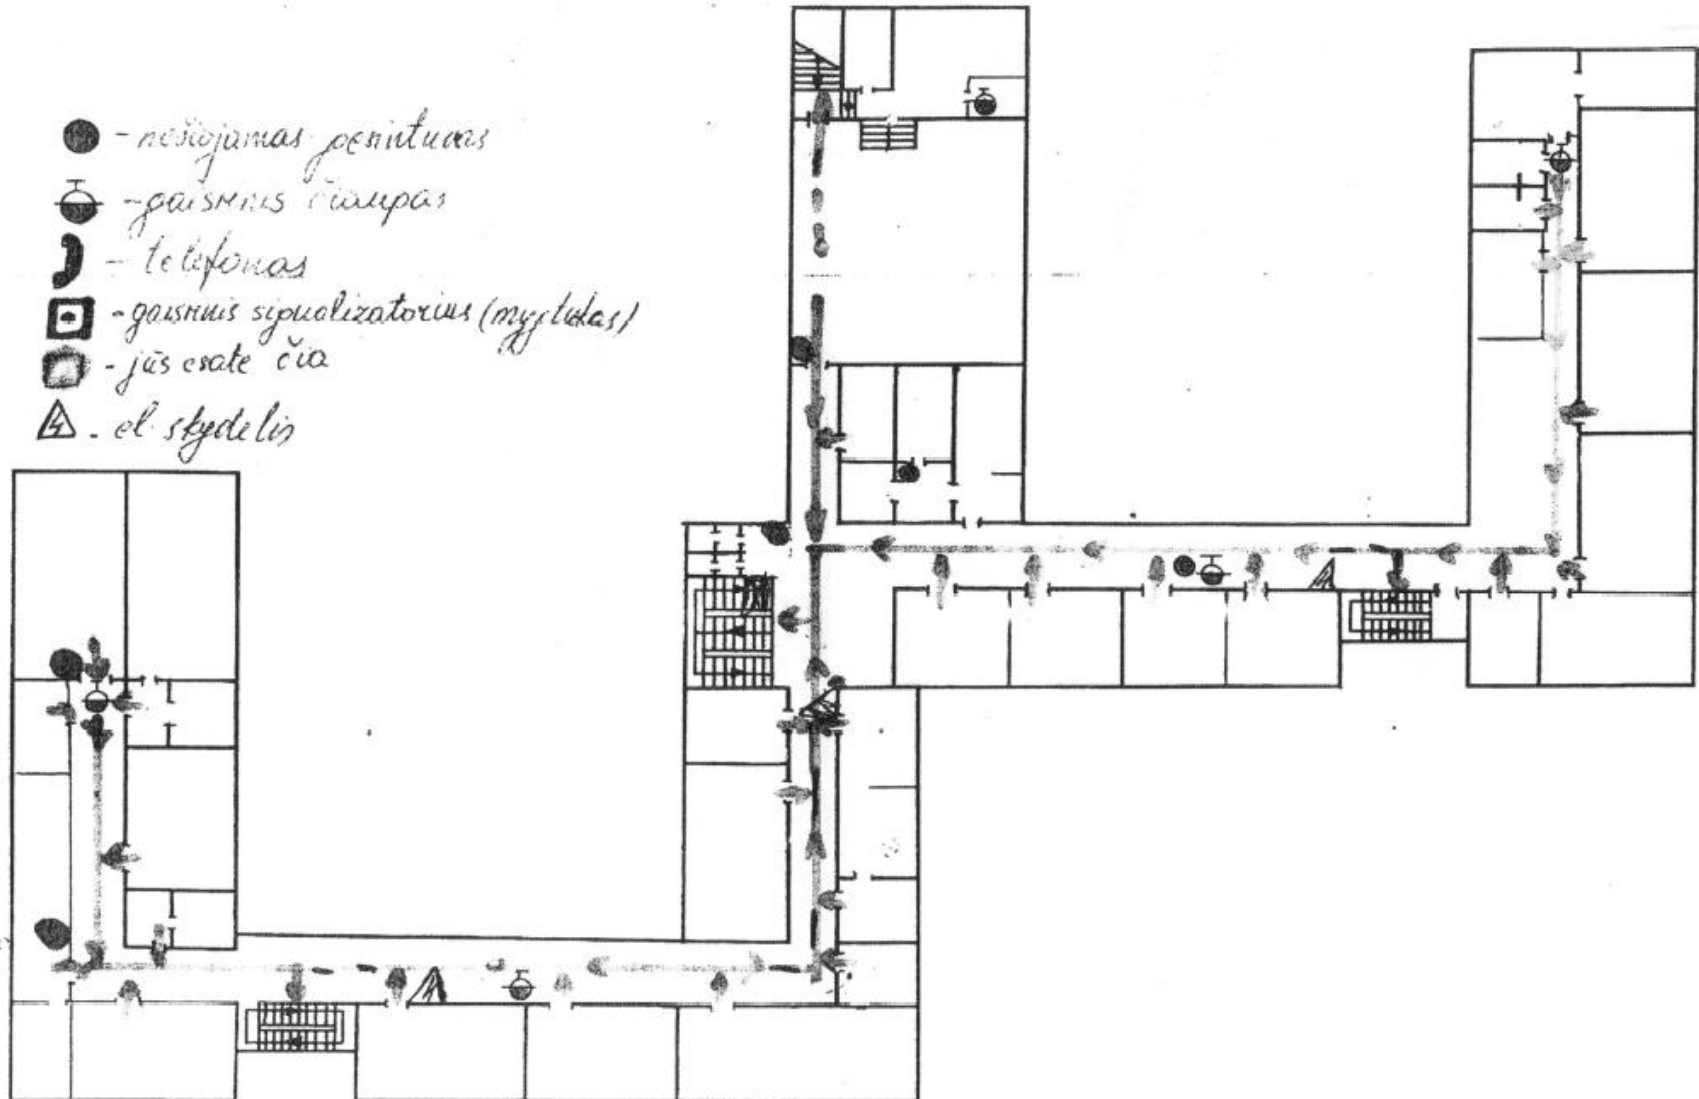 - nešiojamas gesintuvas
- gaisrinis čiaupas
- telefonas
- gaisrinis signalizatorius (mygtukas)
- jūs esate čia
- el. skydelis